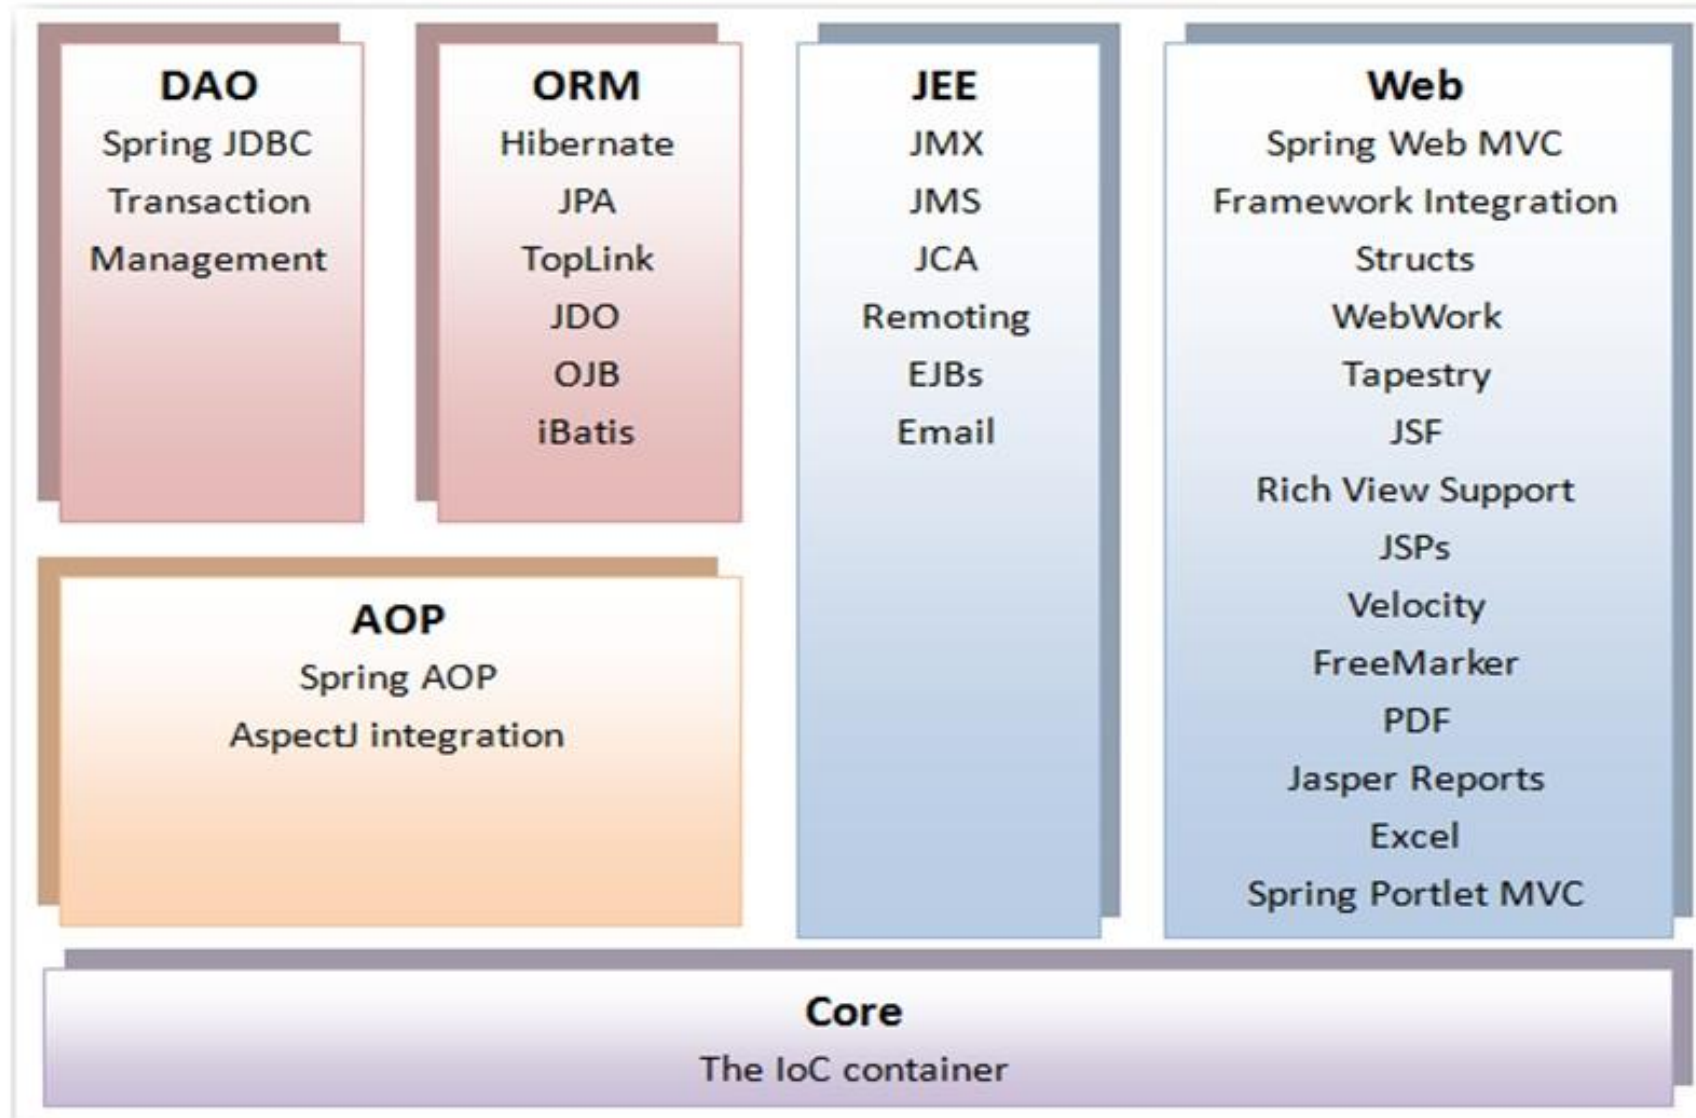 DAO
Spring JDBC
Transaction
Management
ORM
Hibernate
JPA
TopLink
JDO
OJB
iBatis
JEE
JMX
JMS
JCA
Remoting
EJBs
Email
Web
Spring Web MVC
Framework Integration
Structs
WebWork
Tapestry
JSF
Rich View Support
JSPs
Velocity
FreeMarker
PDF
Jasper Reports
Excel
Spring Portlet MVC
AOP
Spring AOP
AspectJ integration
Core
The IoC container